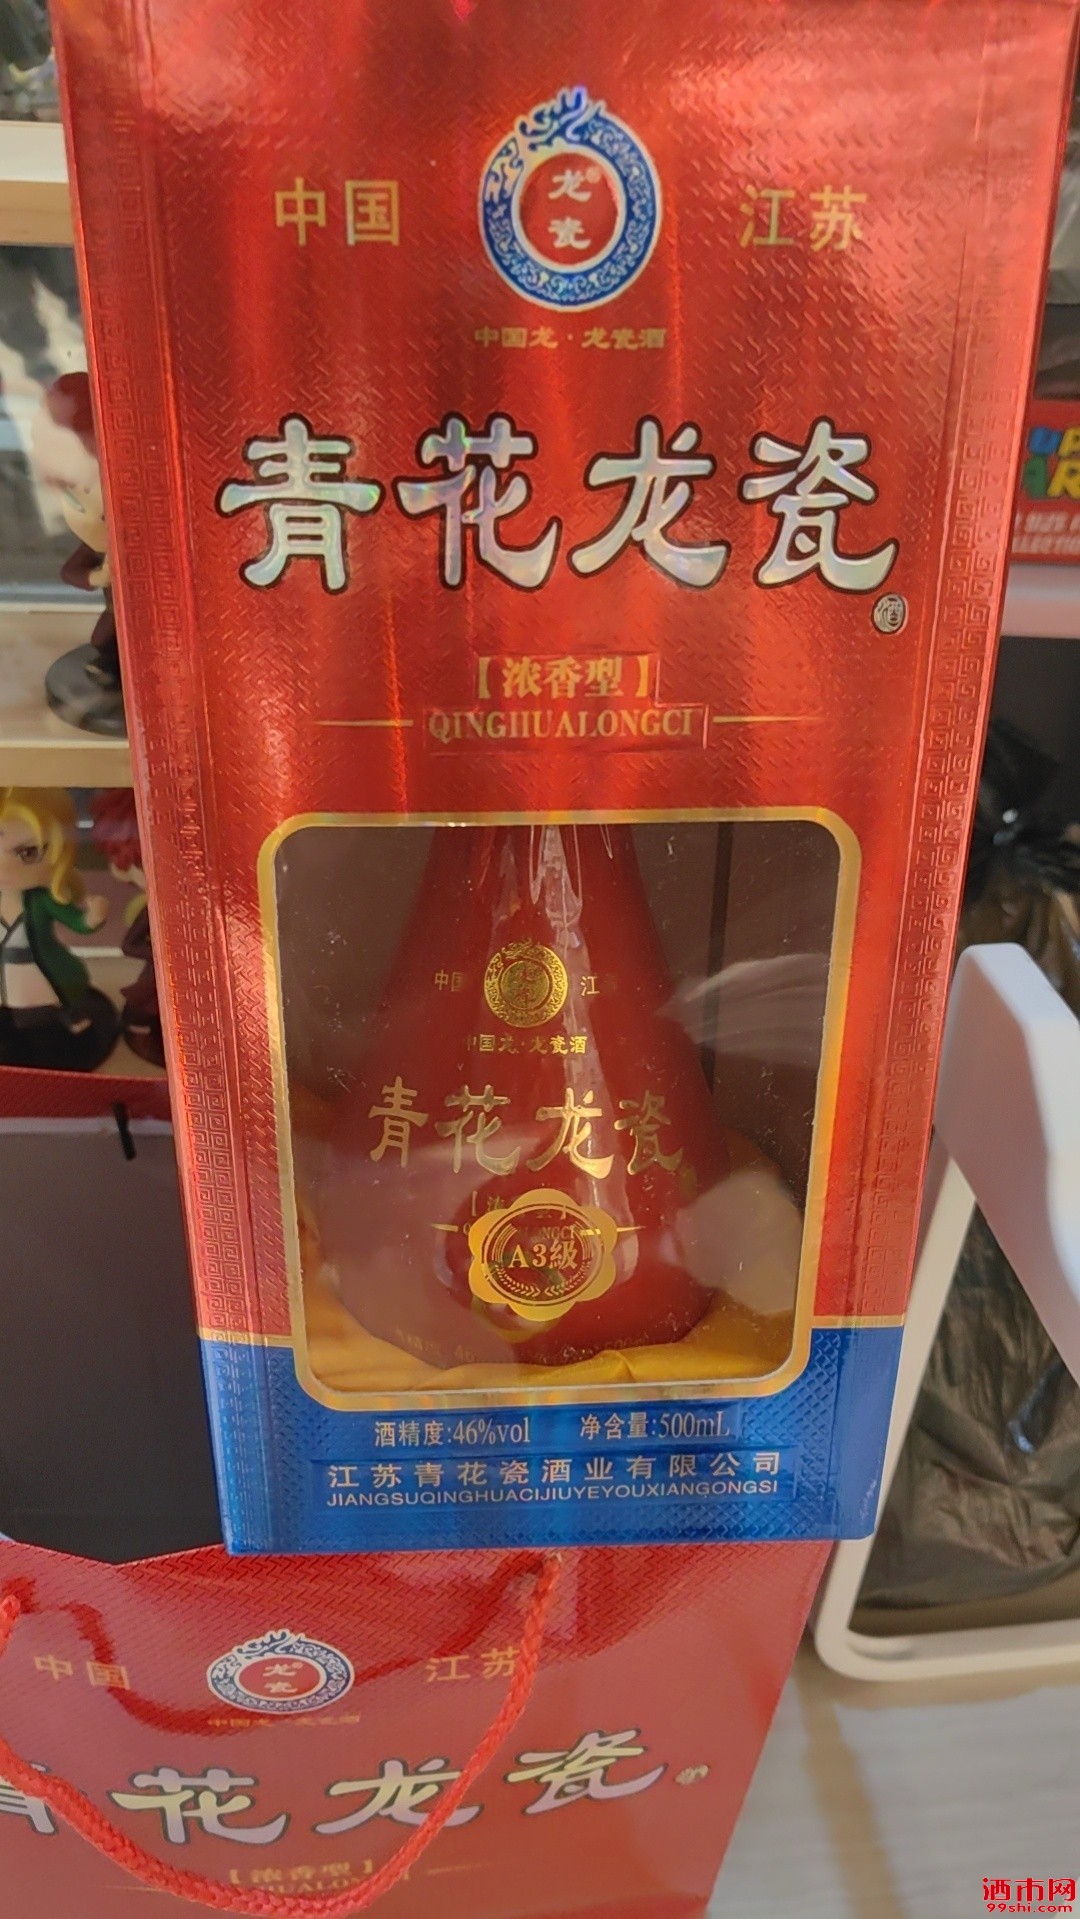 中国 龙瓷® 江苏
中国龙·龙瓷酒
青花龙瓷
酒
【浓香型】
QINGHUALONGCI
中国 江
中国龙·龙瓷酒
青花龙瓷
A3級
酒精度:46%vol 净含量:500mL
江苏青花瓷酒业有限公司
JIANGSUQINGHUACIJIUYEYOUXIANGONGSI
中国 龙瓷® 江苏
中国龙·龙瓷酒
青花龙瓷
【浓香型】
HUALONG
酒市网
99shi.com